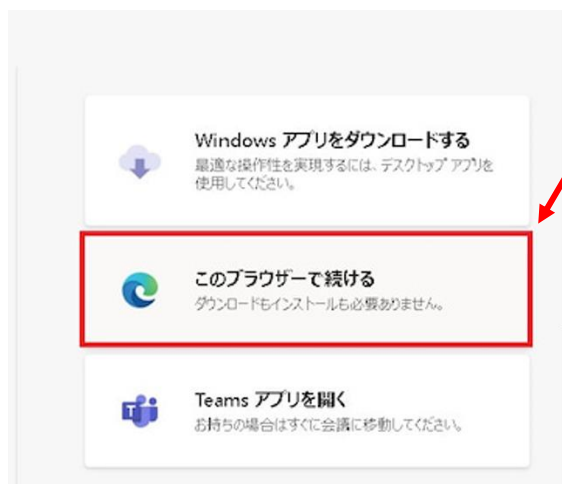 Windows アプリをダウンロードする
最適な操作性を実現するには、デスクトップ アプリを
使用してください。
このブラウザーで続ける
ダウンロードもインストールも必要ありません。
Teams アプリを開く
お持ちの場合はすぐに会議に移動してください。